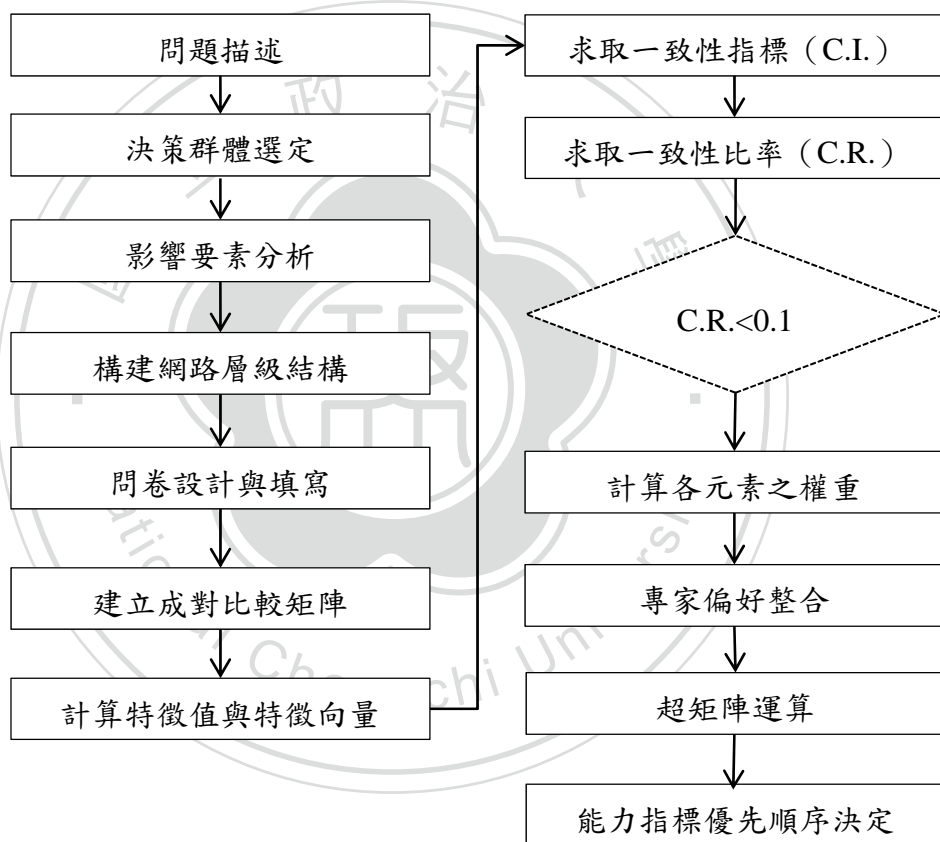 問題描述
決策群體選定
影響要素分析
構建網路層級結構
問卷設計與填寫
建立成對比較矩陣
計算特徵值與特徵向量
求取一致性指標（C.I.）
求取一致性比率（C.R.）
C.R.<0.1
計算各元素之權重
專家偏好整合
超矩陣運算
能力指標優先順序決定
政治